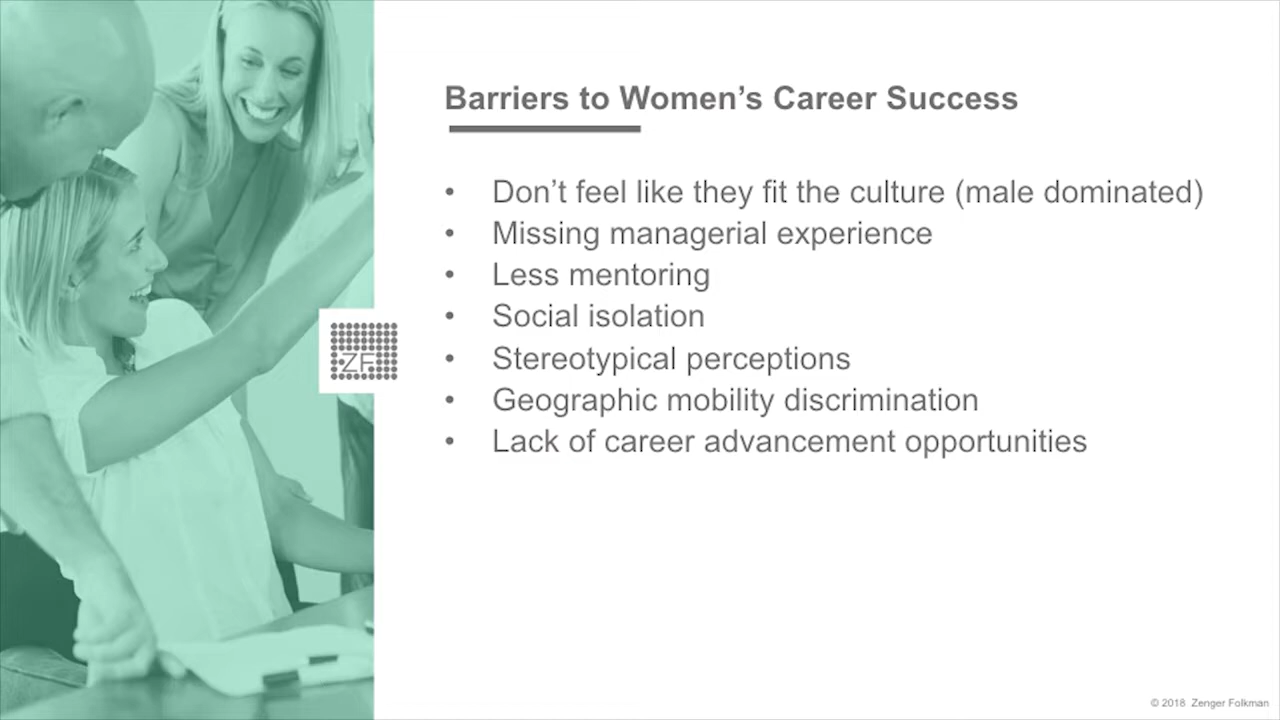 Barriers to Women’s Career Success
• Don’t feel like they fit the culture (male dominated)
• Missing managerial experience
• Less mentoring
• Social isolation
• Stereotypical perceptions
• Geographic mobility discrimination
• Lack of career advancement opportunities
ZF
© 2018 Zenger Folkman